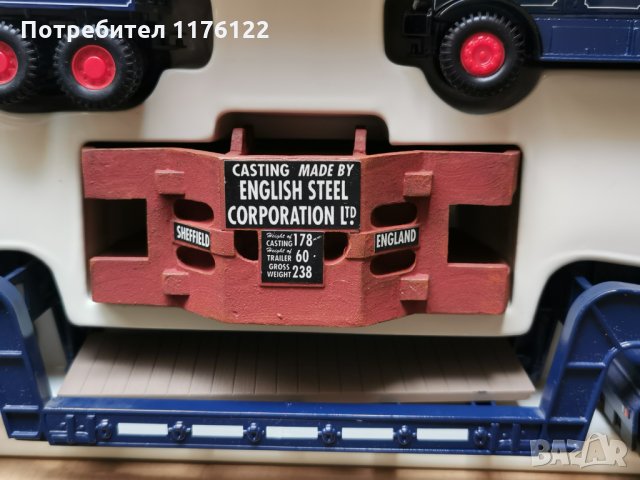 Потребител 1176122
CASTING MADE BY
ENGLISH STEEL
CORPORATION LTD.
SHEFFIELD
ENGLAND
Height of CASTING 178
Height of TRAILER 60
GROSS WEIGHT 238
BAZAR